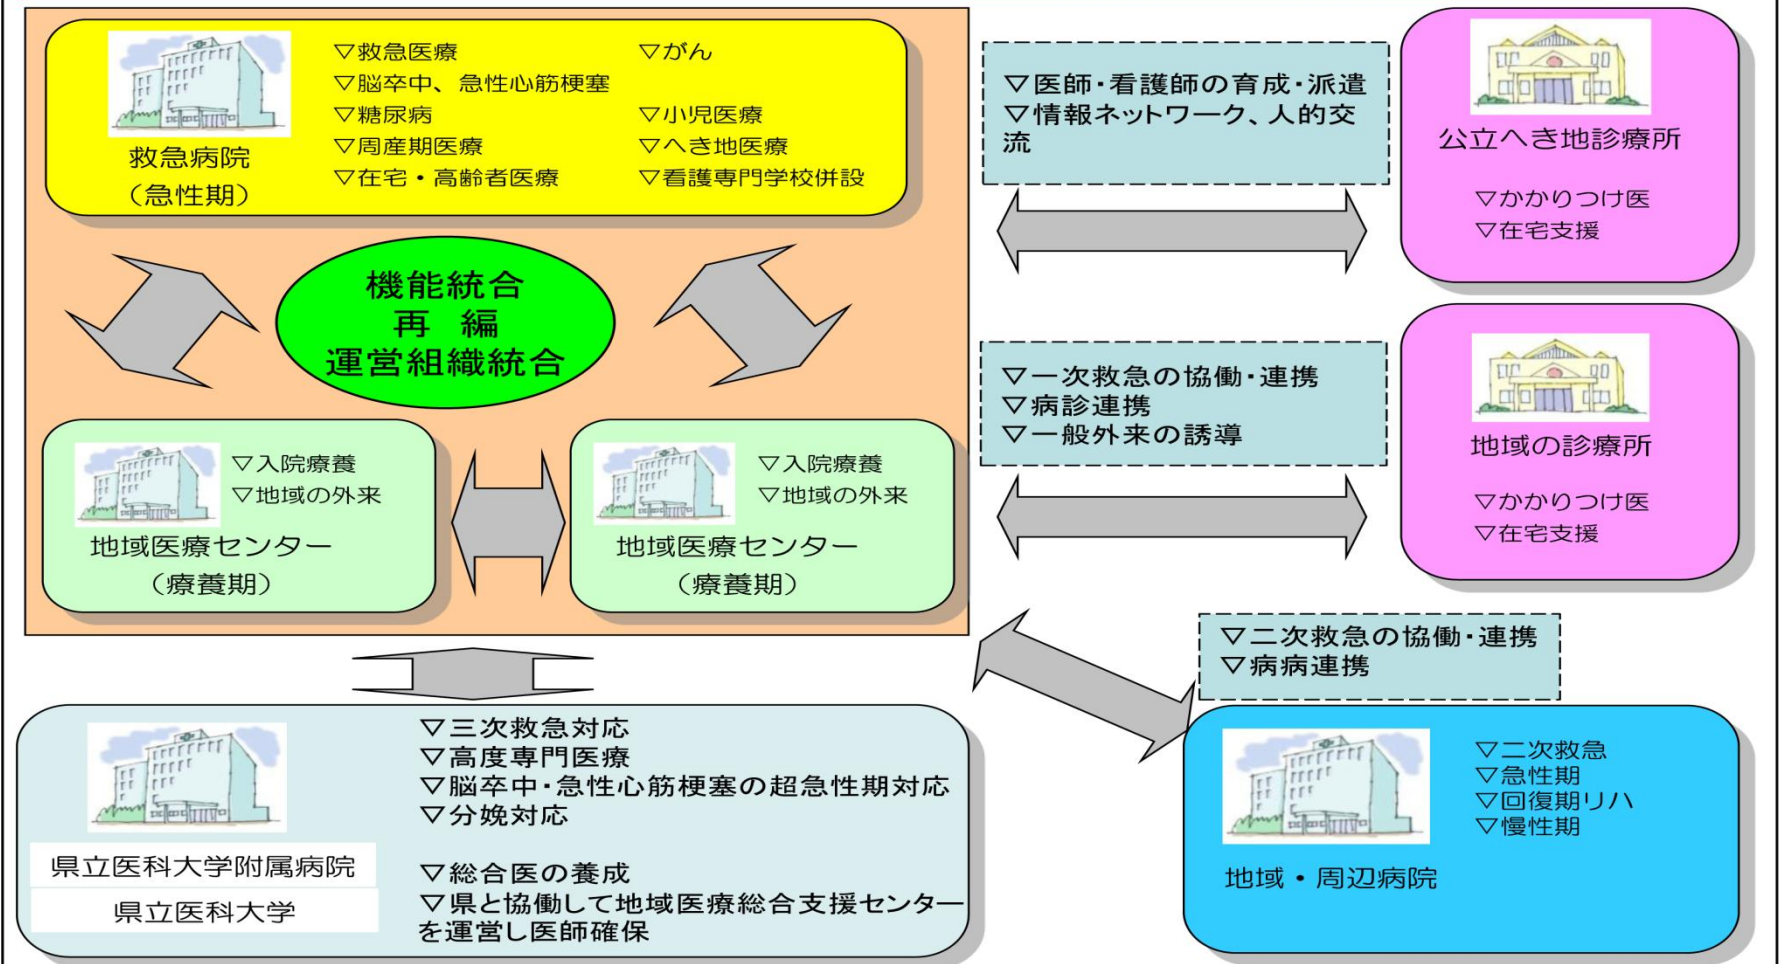 ▽救急医療
▽がん
▽脳卒中、急性心筋梗塞
▽糖尿病
▽小児医療
▽周産期医療
▽へき地医療
▽在宅・高齢者医療
▽看護専門学校併設
救急病院
（急性期）
機能統合
再　編
運営組織統合
▽入院療養
▽地域の外来
地域医療センター
（療養期）
▽入院療養
▽地域の外来
地域医療センター
（療養期）
▽医師・看護師の育成・派遣
▽情報ネットワーク、人的交
流
公立へき地診療所
▽かかりつけ医
▽在宅支援
▽一次救急の協働・連携
▽病診連携
▽一般外来の誘導
地域の診療所
▽かかりつけ医
▽在宅支援
▽二次救急の協働・連携
▽病病連携
▽二次救急
▽急性期
▽回復期リハ
▽慢性期
地域・周辺病院
▽三次救急対応
▽高度専門医療
▽脳卒中・急性心筋梗塞の超急性期対応
▽分娩対応
▽総合医の養成
▽県と協働して地域医療総合支援センター
を運営し医師確保
県立医科大学附属病院
県立医科大学